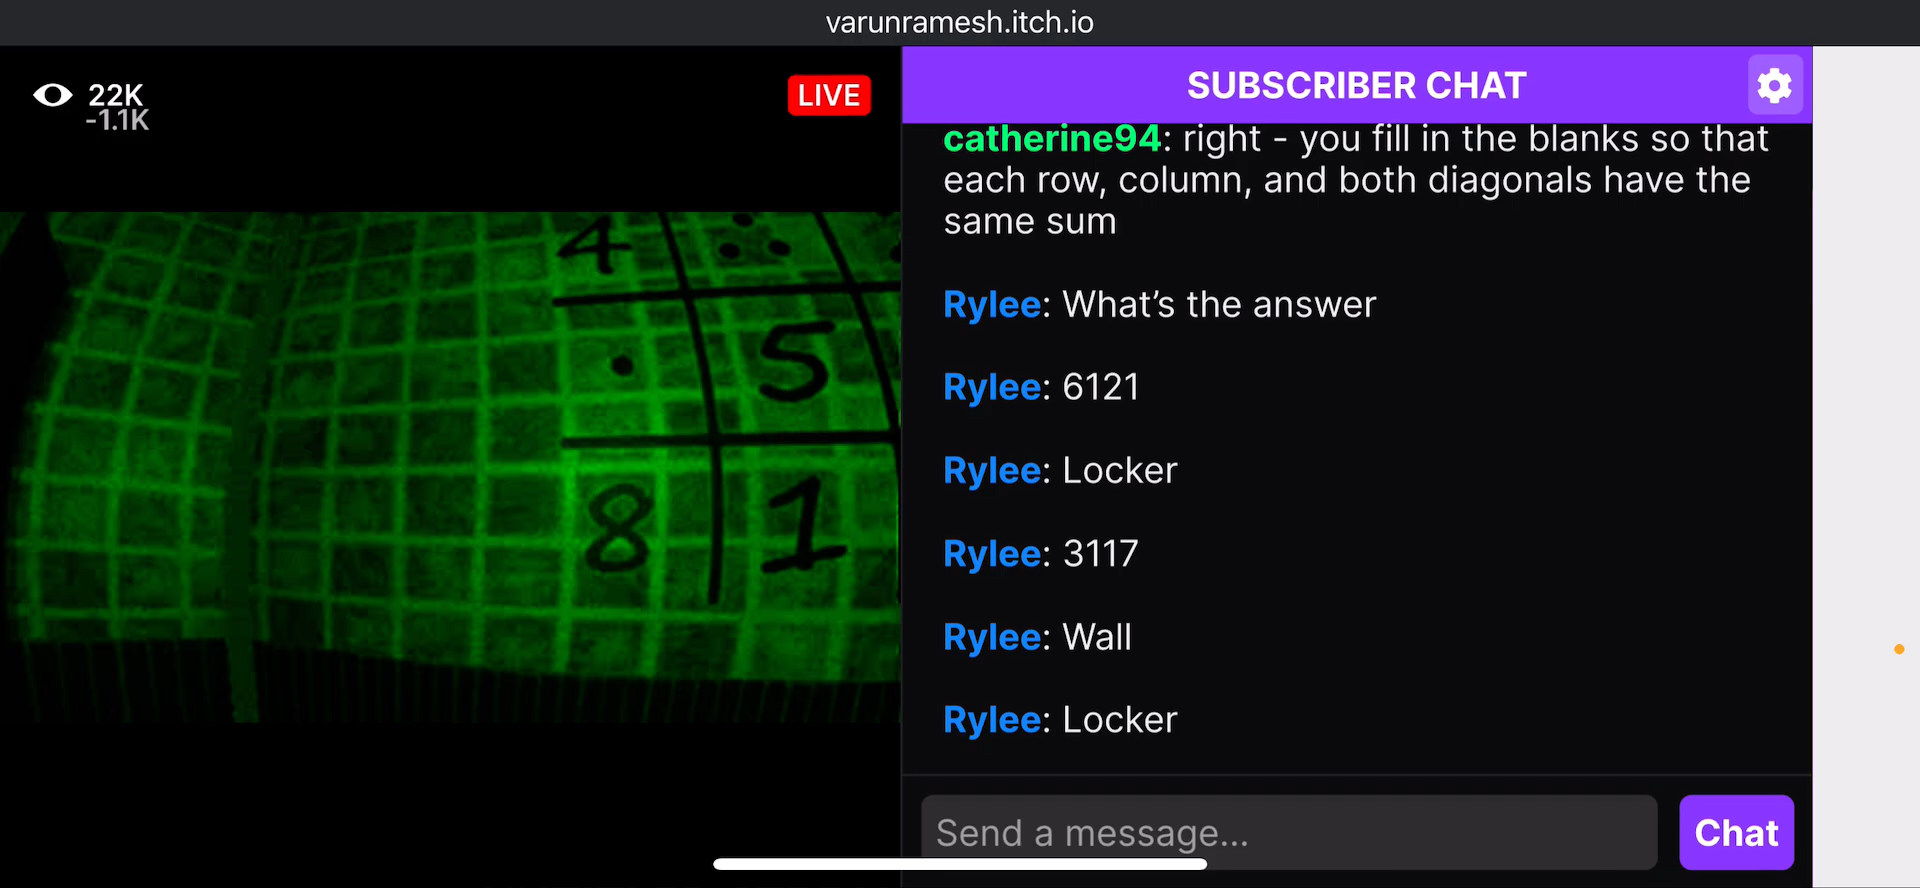 varunramesh.itch.io
22K
-1.1K
LIVE
4
5
8
1
SUBSCRIBER CHAT
catherine94: right - you fill in the blanks so that
each row, column, and both diagonals have the
same sum
Rylee: What’s the answer
Rylee: 6121
Rylee: Locker
Rylee: 3117
Rylee: Wall
Rylee: Locker
Send a message...
Chat